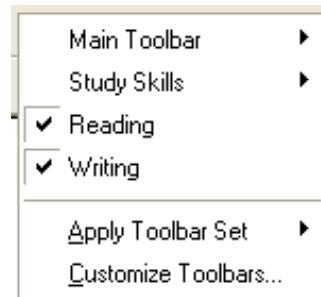 Main Toolbar
Study Skills
Reading
Writing
Apply Toolbar Set
Customize Toolbars...